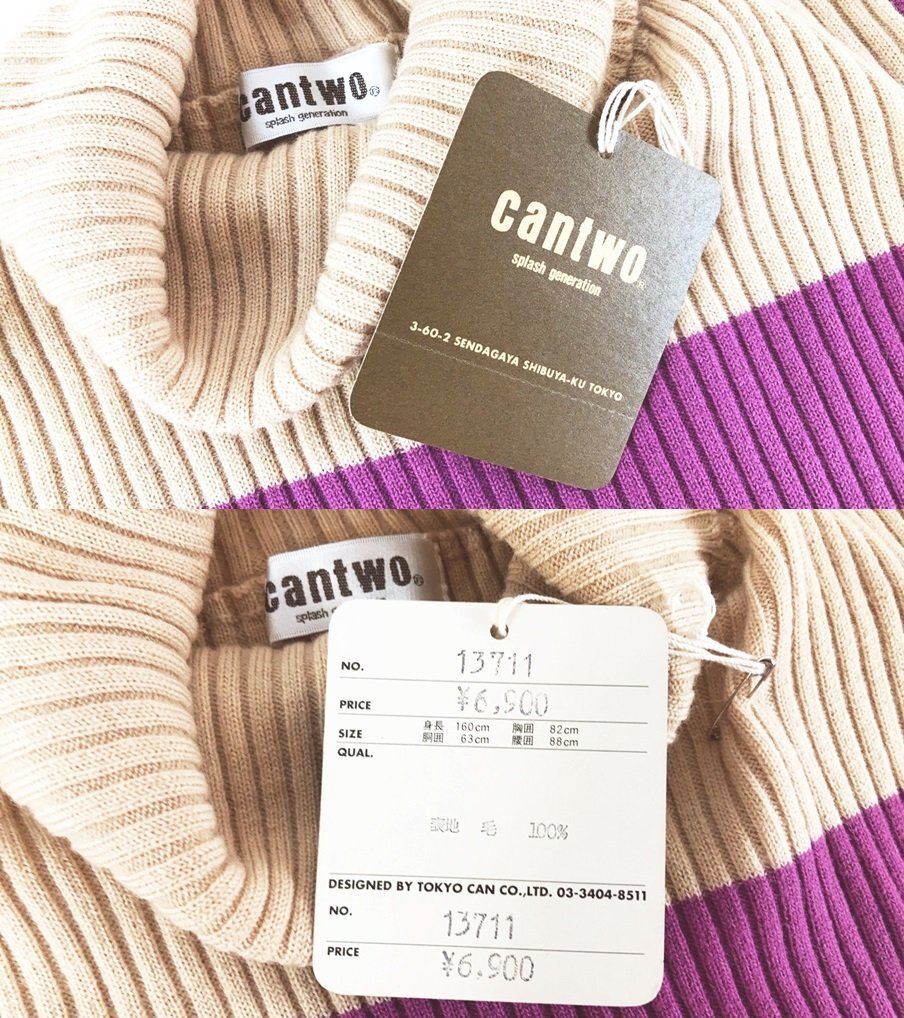 cantwo®
splash generation
cantwo®
splash generation
3-60-2 SENDAGAYA SHIBUYA-KU TOKYO
cantwo®
splash
NO. 13711
PRICE ¥6,900
SIZE 身長 160cm 胸囲 82cm
胴囲 63cm 腰囲 88cm
QUAL.
表地 毛 100%
DESIGNED BY TOKYO CAN CO.,LTD. 03-3404-8511
NO. 13711
PRICE ¥6,900